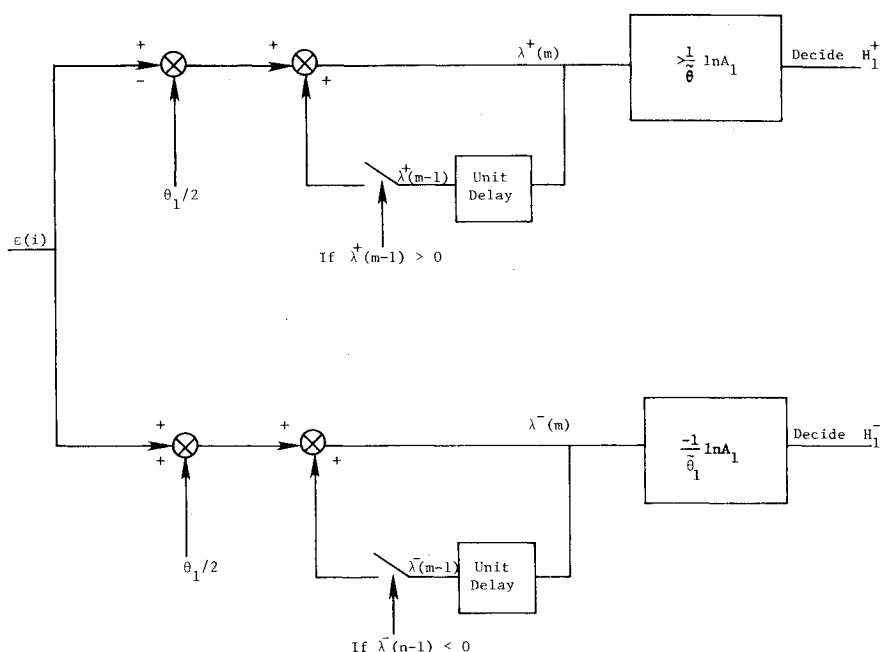 + - + + λ⁺(m) >1/θ̃ lnA₁ Decide H₁⁺
θ₁/2
λ⁺(m-1) Unit Delay
If λ⁺(m-1) > 0
ε(i)
+ + + + λ⁻(m) -1/θ̃₁ lnA₁ Decide H₁⁻
θ₁/2
λ⁻(m-1) Unit Delay
If λ⁻(n-1) < 0